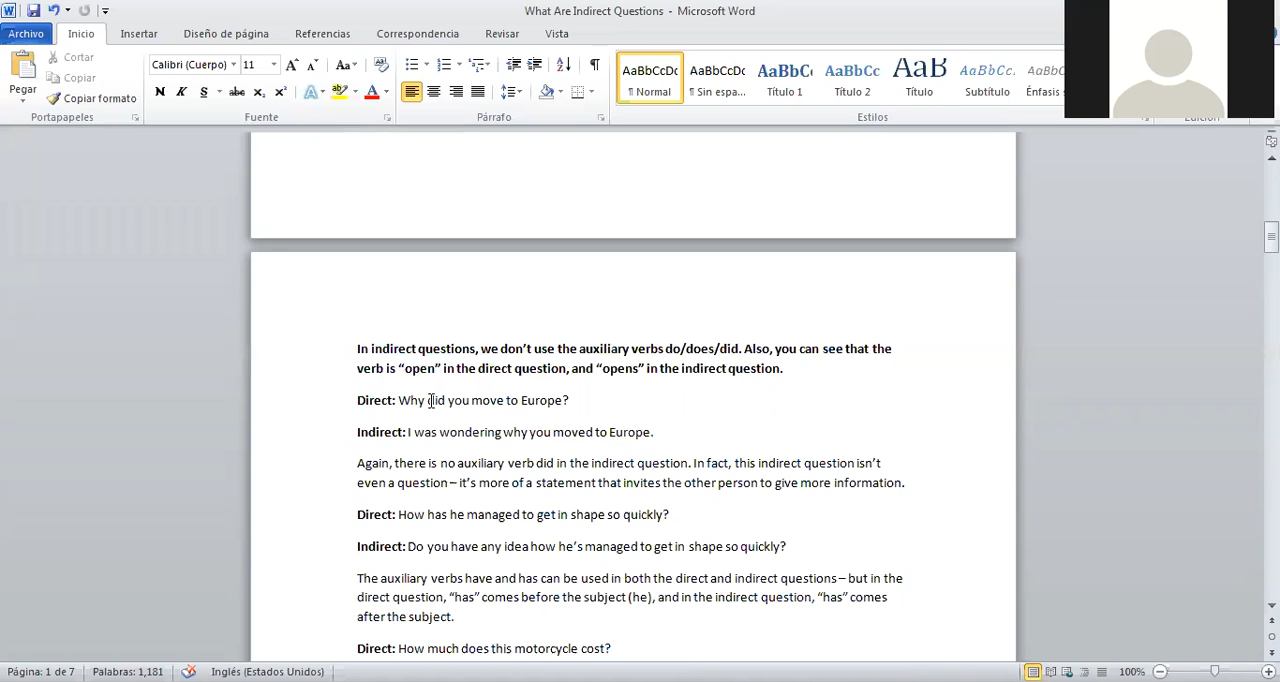 What Are Indirect Questions - Microsoft Word
Archivo Inicio Insertar Diseño de página Referencias Correspondencia Revisar Vista
Pegar
Cortar
Copiar
Copiar formato
Portapapeles
Calibri (Cuerpo) 11
N K S abc x₂ x² A A
Fuente
Párrafo
AaBbCcDc AaBbCcDc AaBbC AaBbCc AaB AaBbCc. AaBbC
¶ Normal ¶ Sin espa... Título 1 Título 2 Título Subtítulo Énfasis
Estilos
Edición
In indirect questions, we don’t use the auxiliary verbs do/does/did. Also, you can see that the
verb is “open” in the direct question, and “opens” in the indirect question.
Direct: Why did you move to Europe?
Indirect: I was wondering why you moved to Europe.
Again, there is no auxiliary verb did in the indirect question. In fact, this indirect question isn’t
even a question – it’s more of a statement that invites the other person to give more information.
Direct: How has he managed to get in shape so quickly?
Indirect: Do you have any idea how he’s managed to get in shape so quickly?
The auxiliary verbs have and has can be used in both the direct and indirect questions – but in the
direct question, “has” comes before the subject (he), and in the indirect question, “has” comes
after the subject.
Direct: How much does this motorcycle cost?
Página: 1 de 7 Palabras: 1,181 Inglés (Estados Unidos) 100%